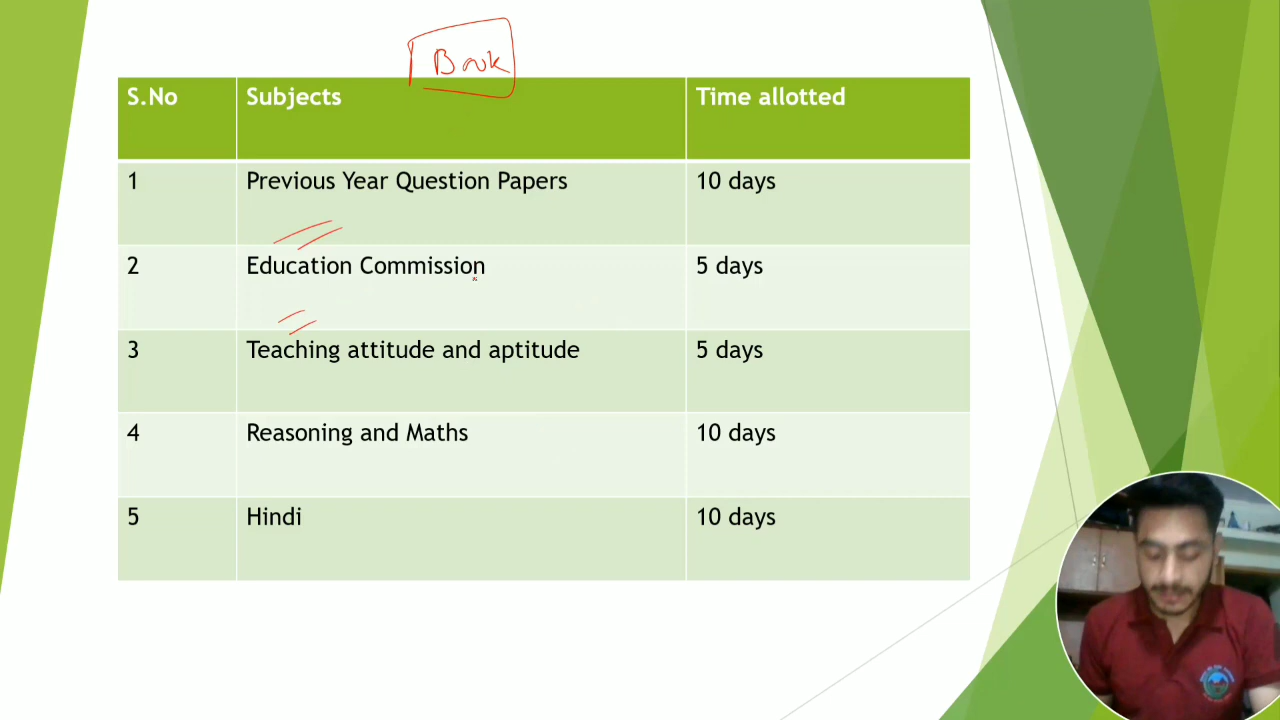 Book
S.No Subjects Time allotted
1 Previous Year Question Papers 10 days
2 Education Commission 5 days
3 Teaching attitude and aptitude 5 days
4 Reasoning and Maths 10 days
5 Hindi 10 days